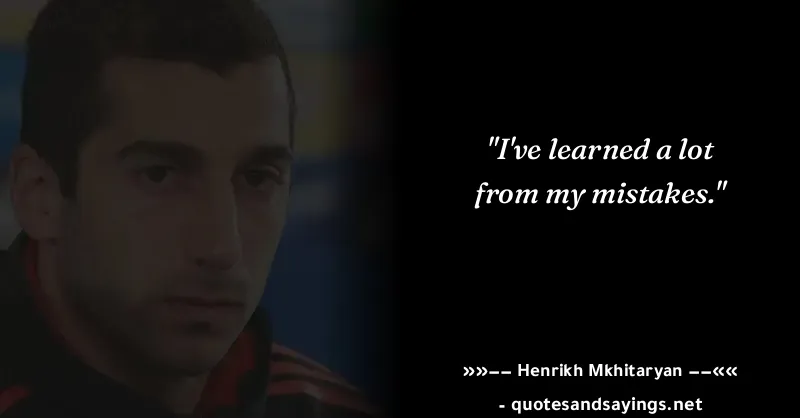 "I've learned a lot
from my mistakes."
»»−− Henrikh Mkhitaryan −−««
- quotesandsayings.net